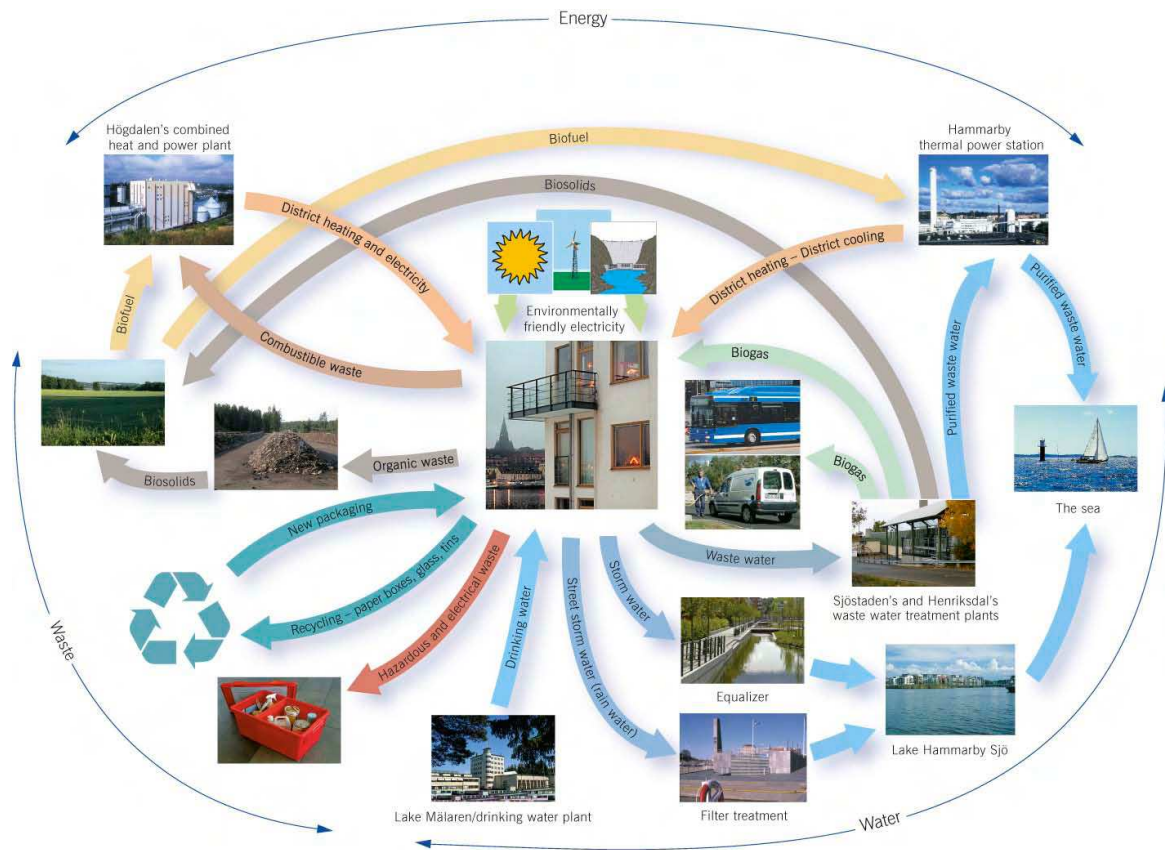 Energy
Högdalen's combined
heat and power plant
Hammarby
thermal power station
Biofuel
Biosolids
District heating and electricity
District heating – District cooling
Environmentally
friendly electricity
Biofuel
Combustible waste
Biogas
Purified waste water
Purified waste water
Biogas
Organic waste
Biosolids
The sea
New packaging
Waste water
Recycling – paper boxes, glass, tins
Hazardous and electrical waste
Drinking water
Street storm water (rain water)
Storm water
Sjöstaden's and Henriksdal's
waste water treatment plants
Waste
Equalizer
Lake Hammarby Sjö
Lake Mälaren/drinking water plant
Filter treatment
Water